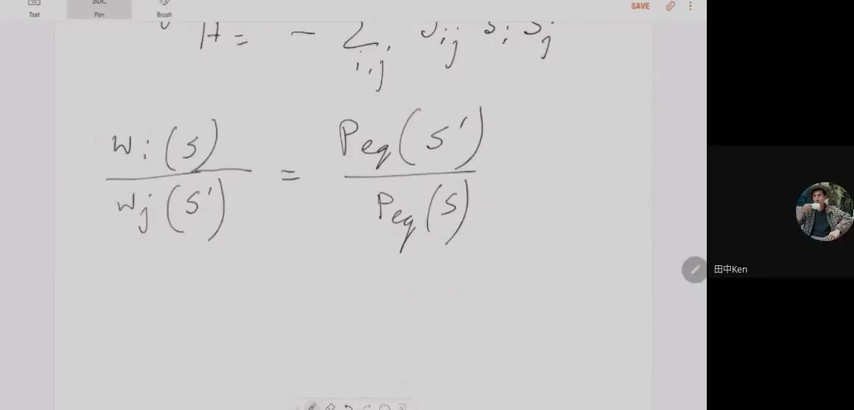 SAVE
Text Pen Brush
H = - Σ i,j J_ij S_i S_j
W_i (S) / W_j (S') = P_eq (S') / P_eq (S)
田中Ken